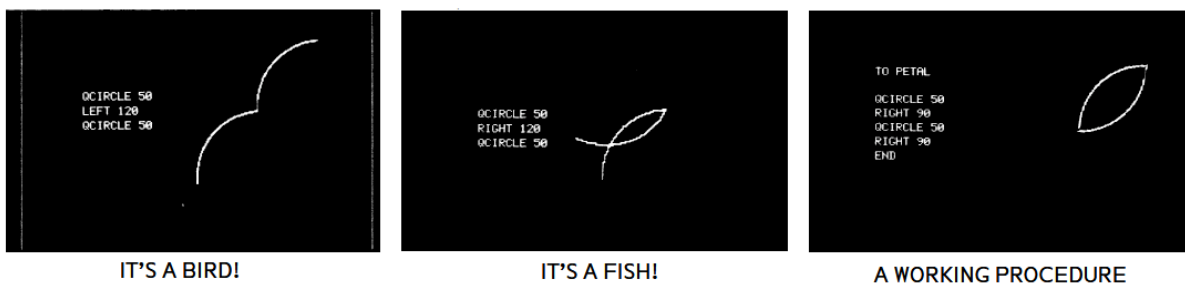 QCIRCLE 50
LEFT 120
QCIRCLE 50
IT'S A BIRD!
QCIRCLE 50
RIGHT 120
QCIRCLE 50
IT'S A FISH!
TO PETAL
QCIRCLE 50
RIGHT 90
QCIRCLE 50
RIGHT 90
END
A WORKING PROCEDURE